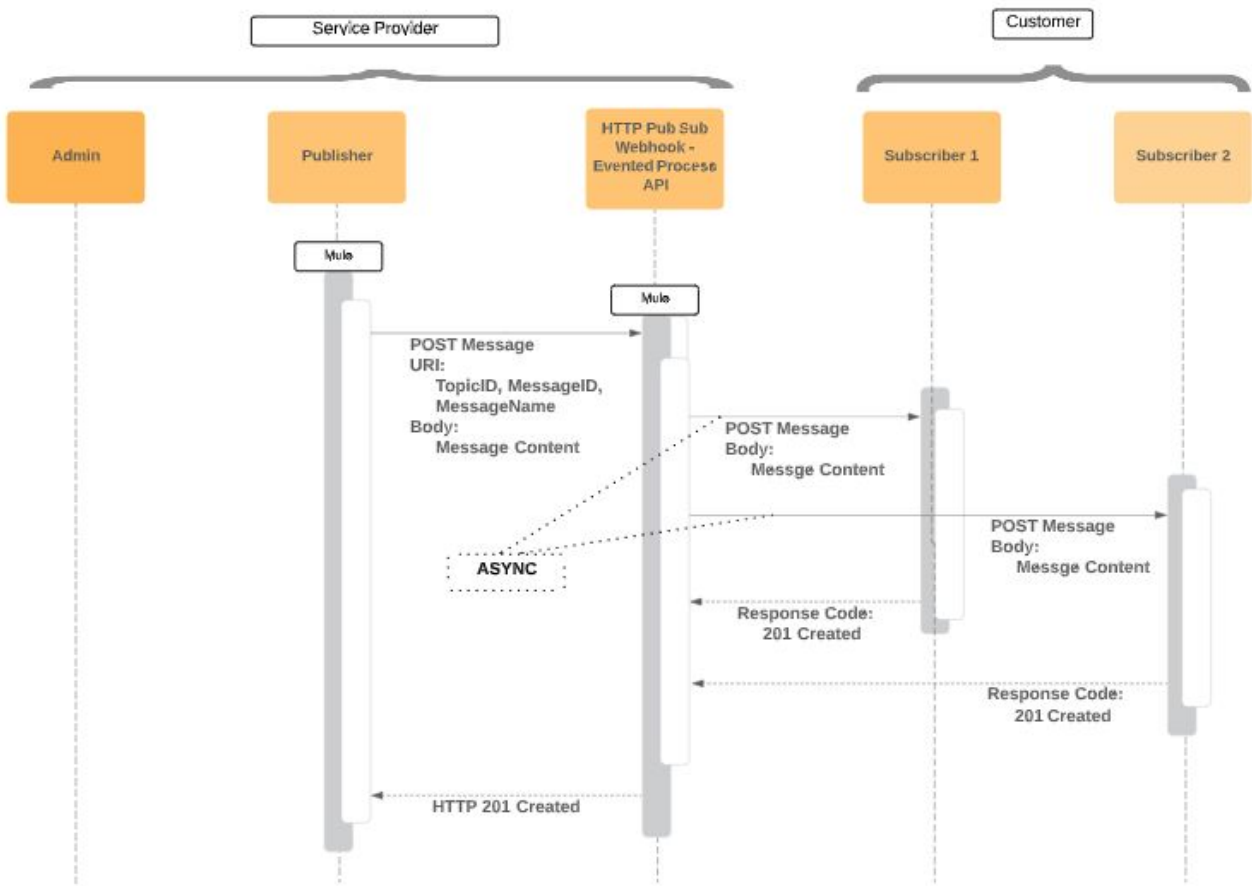 Service Provider
Customer
Admin
Publisher
HTTP Pub Sub
Webhook -
Evented Process
API
Subscriber 1
Subscriber 2
Mule
Mule
POST Message
URI:
TopicID, MessageID,
MessageName
Body:
Message Content
POST Message
Body:
Messge Content
POST Message
Body:
Messge Content
ASYNC
Response Code:
201 Created
Response Code:
201 Created
HTTP 201 Created